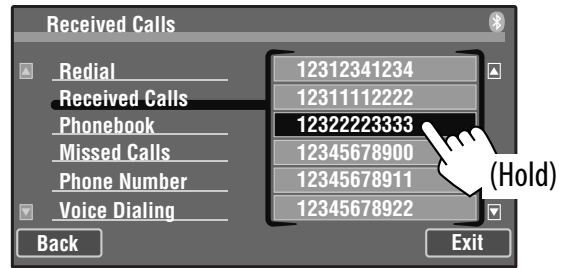 Received Calls
Redial 12312341234
Received Calls 12311112222
Phonebook 12322223333
Missed Calls 12345678900
Phone Number 12345678911
Voice Dialing 12345678922
(Hold)
Back Exit